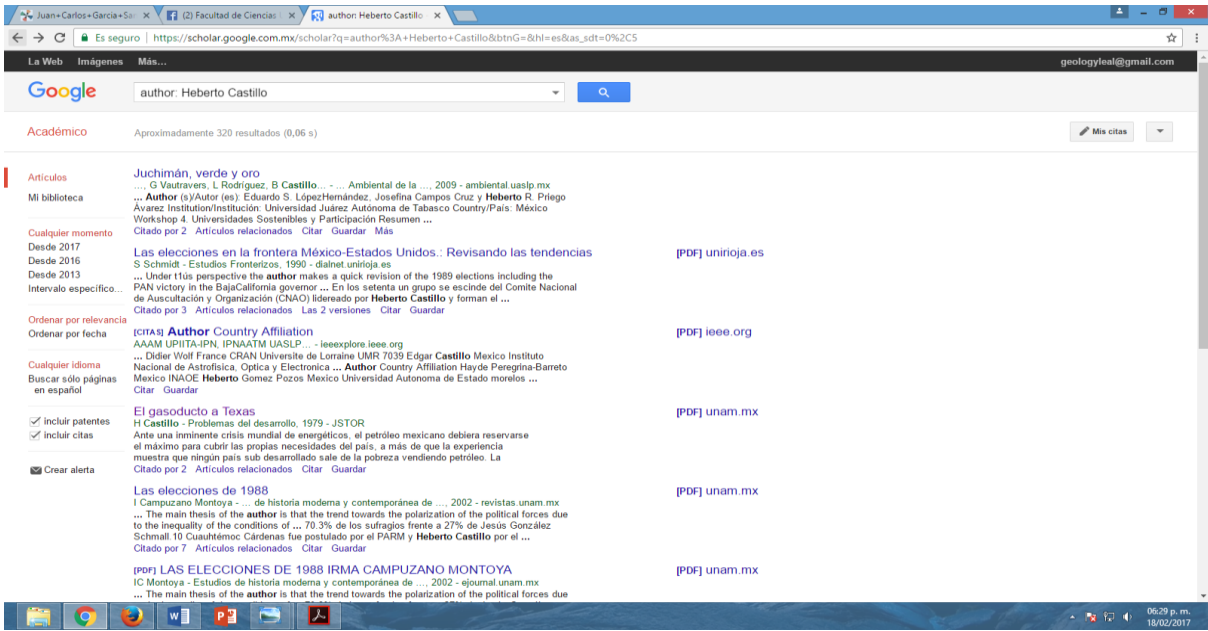 Juan+Carlos+Garcia+Sar
(2) Facultad de Ciencias
author: Heberto Castillo
Es seguro | https://scholar.google.com.mx/scholar?q=author%3A+Heberto+Castillo&btnG=&hl=es&as_sdt=0%2C5
La Web Imágenes Más... geologyleal@gmail.com
Google author: Heberto Castillo
Académico Aproximadamente 320 resultados (0,06 s) Mis citas
Artículos
Mi biblioteca
Cualquier momento
Desde 2017
Desde 2016
Desde 2013
Intervalo específico...
Ordenar por relevancia
Ordenar por fecha
Cualquier idioma
Buscar sólo páginas
en español
incluir patentes
incluir citas
Crear alerta
Juchimán, verde y oro
..., G Vautravers, L Rodríguez, B Castillo... - ... Ambiental de la ..., 2009 - ambiental.uaslp.mx
... Author (s)/Autor (es): Eduardo S. LópezHernández, Josefina Campos Cruz y Heberto R. Priego
Ávarez Institution/Institución: Universidad Juárez Autónoma de Tabasco Country/País: México
Workshop 4. Universidades Sostenibles y Participación Resumen ...
Citado por 2 Artículos relacionados Citar Guardar Más
Las elecciones en la frontera México-Estados Unidos.: Revisando las tendencias [PDF] unirioja.es
S Schmidt - Estudios Fronterizos, 1990 - dialnet.unirioja.es
... Under t1ús perspective the author makes a quick revision of the 1989 elections including the
PAN victory in the BajaCalifornia governor ... En los setenta un grupo se escinde del Comite Nacional
de Auscultación y Organización (CNAO) lidereado por Heberto Castillo y forman el ...
Citado por 3 Artículos relacionados Las 2 versiones Citar Guardar
[CITAS] Author Country Affiliation [PDF] ieee.org
AAAM UPIITA-IPN, IPNAATM UASLP... - ieeexplore.ieee.org
... Didier Wolf France CRAN Universite de Lorraine UMR 7039 Edgar Castillo Mexico Instituto
Nacional de Astrofisica, Optica y Electronica ... Author Country Affiliation Hayde Peregrina-Barreto
Mexico INAOE Heberto Gomez Pozos Mexico Universidad Autonoma de Estado morelos ...
Citar Guardar
El gasoducto a Texas [PDF] unam.mx
H Castillo - Problemas del desarrollo, 1979 - JSTOR
Ante una inminente crisis mundial de energéticos, el petróleo mexicano debiera reservarse
el máximo para cubrir las propias necesidades del país, a más de que la experiencia
muestra que ningún país sub desarrollado sale de la pobreza vendiendo petróleo. La
Citado por 2 Artículos relacionados Citar Guardar
Las elecciones de 1988 [PDF] unam.mx
I Campuzano Montoya - ... de historia moderna y contemporánea de ..., 2002 - revistas.unam.mx
... The main thesis of the author is that the trend towards the polarization of the political forces due
to the inequality of the conditions of ... 70.3% de los sufragios frente a 27% de Jesús González
Schmall.10 Cuauhtémoc Cárdenas fue postulado por el PARM y Heberto Castillo por el ...
Citado por 7 Artículos relacionados Citar Guardar
[PDF] LAS ELECCIONES DE 1988 IRMA CAMPUZANO MONTOYA [PDF] unam.mx
IC Montoya - Estudios de historia moderna y contemporánea de ..., 2002 - ejournal.unam.mx
... The main thesis of the author is that the trend towards the polarization of the political forces due
06:29 p. m.
18/02/2017